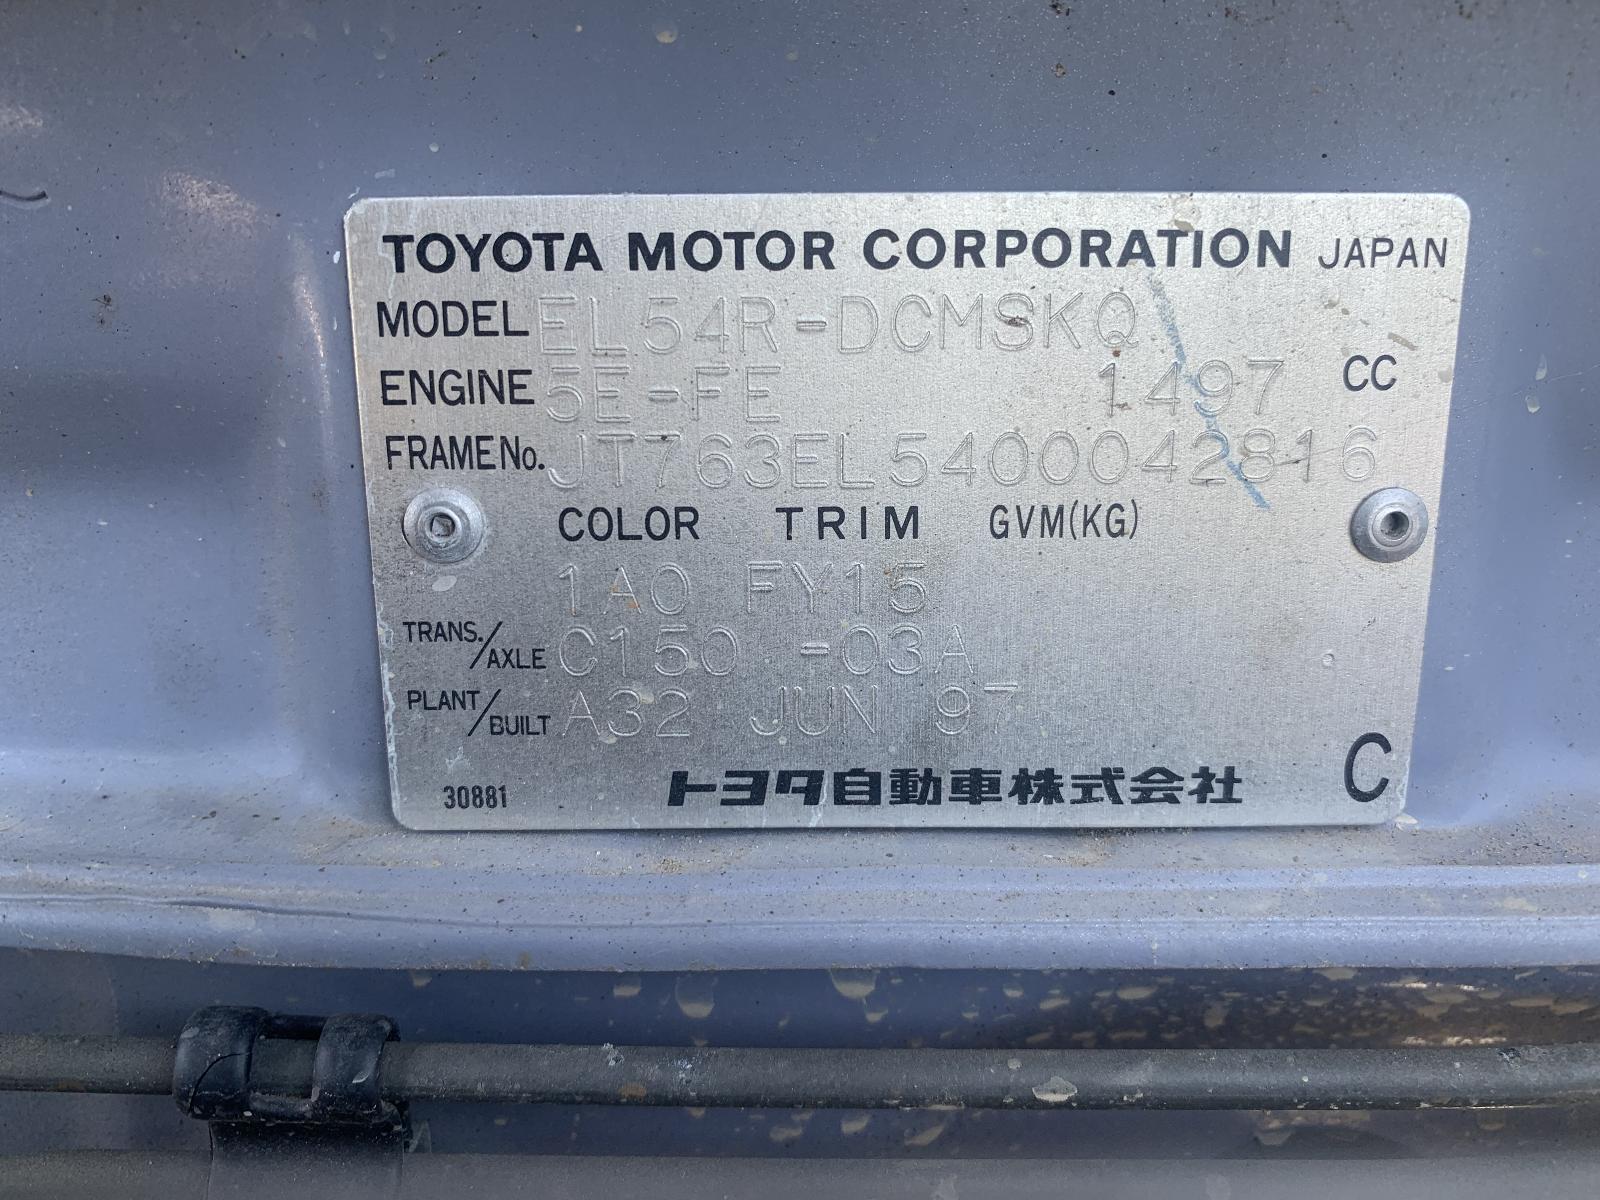 TOYOTA MOTOR CORPORATION JAPAN
MODEL EL54R-DCMSKQ
ENGINE 5E-FE 1497 CC
FRAME No. JT763EL5400042816
COLOR TRIM GVM(KG)
1A0 FY15
TRANS./AXLE C150 -03A
PLANT/BUILT A32 JUN 97
30881 トヨタ自動車株式会社 C